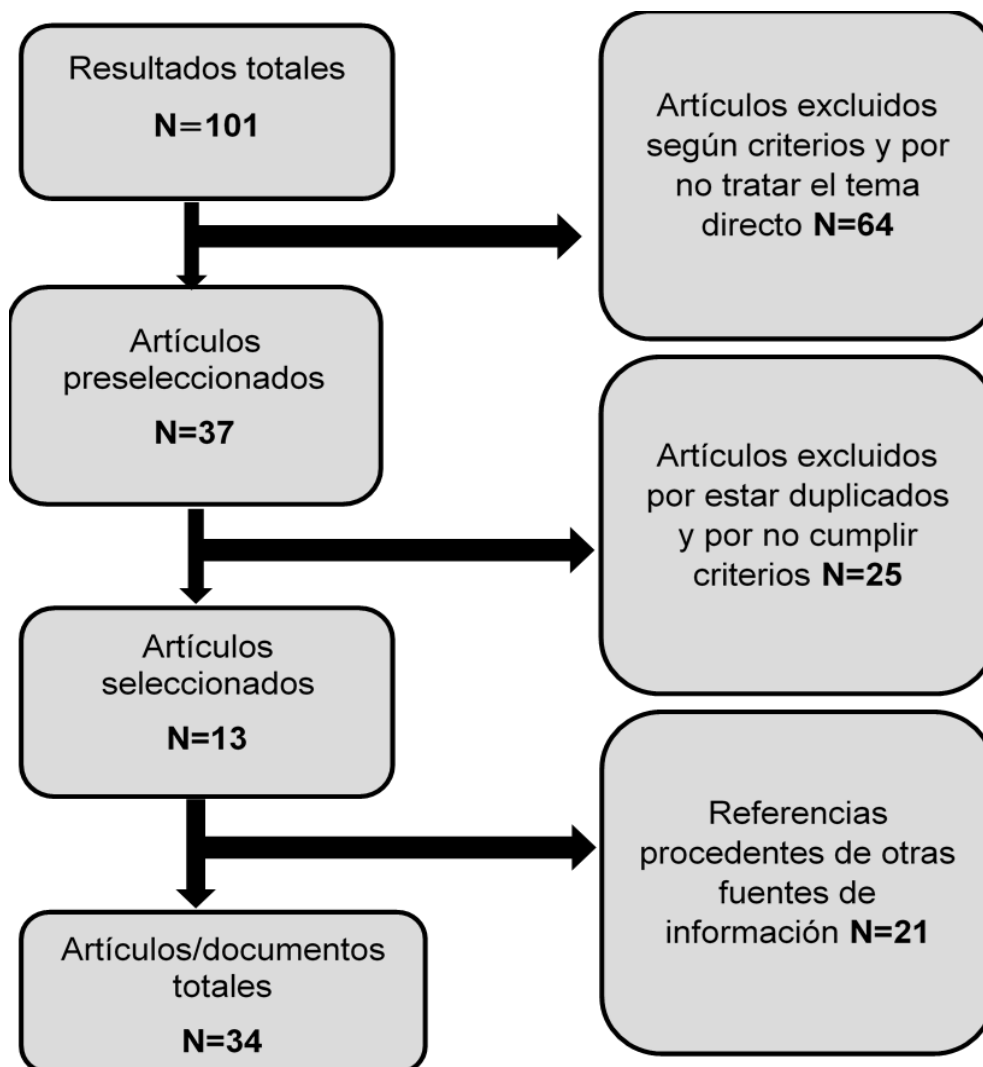 Resultados totales
N=101
Artículos excluidos
según criterios y por
no tratar el tema
directo N=64
Artículos
preseleccionados
N=37
Artículos excluidos
por estar duplicados
y por no cumplir
criterios N=25
Artículos
seleccionados
N=13
Referencias
procedentes de otras
fuentes de
información N=21
Artículos/documentos
totales
N=34